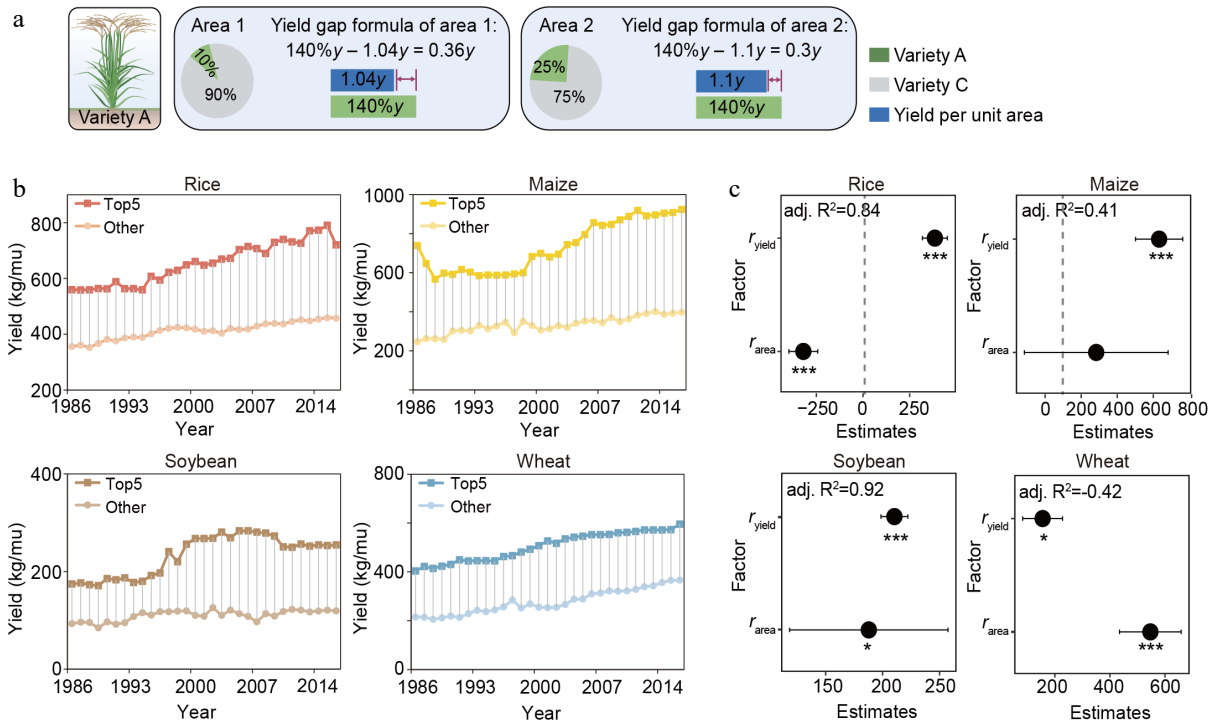 a
Variety A
Area 1
10%
90%
Yield gap formula of area 1:
140%y – 1.04y = 0.36y
1.04y
140%y
Area 2
25%
75%
Yield gap formula of area 2:
140%y – 1.1y = 0.3y
1.1y
140%y
Variety A
Variety C
Yield per unit area
b
Rice
Top5
Other
Yield (kg/mu)
800
600
400
200
1986 1993 2000 2007 2014
Year
Maize
Top5
Other
Yield (kg/mu)
1000
800
600
400
200
1986 1993 2000 2007 2014
Year
Soybean
Top5
Other
Yield (kg/mu)
400
200
0
1986 1993 2000 2007 2014
Year
Wheat
Top5
Other
Yield (kg/mu)
800
400
0
1986 1993 2000 2007 2014
Year
c
Rice
adj. R²=0.84
Factor
ryield
***
rarea
***
−250 0 250
Estimates
Maize
adj. R²=0.41
Factor
ryield
***
rarea
0 200 400 600 800
Estimates
Soybean
adj. R²=0.92
Factor
ryield
***
rarea
*
150 200 250
Estimates
Wheat
adj. R²=-0.42
Factor
ryield
*
rarea
***
200 400 600
Estimates